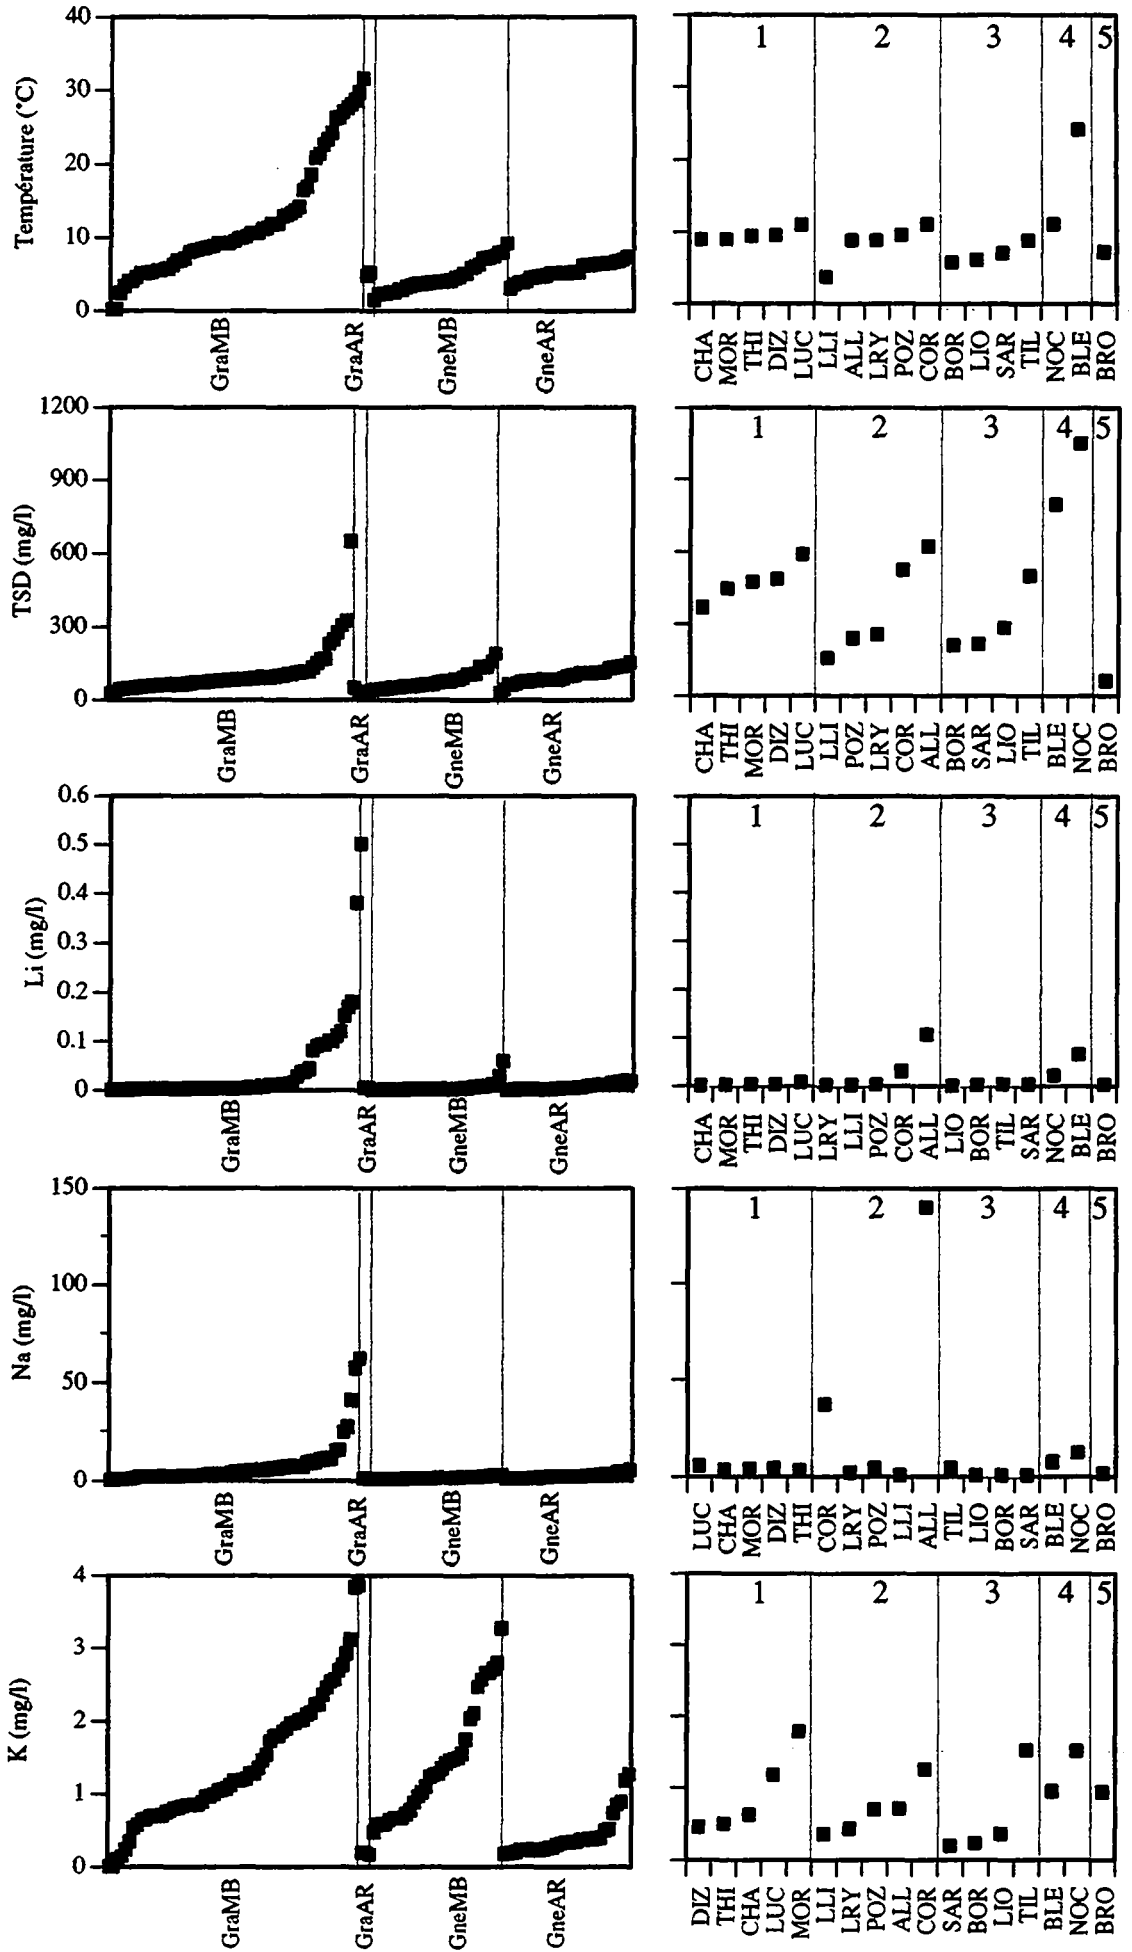 Température (°C)
40
30
20
10
0
GraMB
GraAR
GneMB
GneAR
1
2
3
4
5
CHA
MOR
THI
DIZ
LUC
LLI
ALL
LRY
POZ
COR
BOR
LIO
SAR
TIL
NOC
BLE
BRO
TSD (mg/l)
1200
900
600
300
0
GraMB
GraAR
GneMB
GneAR
1
2
3
4
5
CHA
THI
MOR
DIZ
LUC
LLI
POZ
LRY
COR
ALL
BOR
SAR
LIO
TIL
BLE
NOC
BRO
Li (mg/l)
0.6
0.5
0.4
0.3
0.2
0.1
0
GraMB
GraAR
GneMB
GneAR
1
2
3
4
5
CHA
MOR
THI
DIZ
LUC
LRY
LLI
POZ
COR
ALL
LIO
BOR
TIL
SAR
NOC
BLE
BRO
Na (mg/l)
150
100
50
0
GraMB
GraAR
GneMB
GneAR
1
2
3
4
5
LUC
CHA
MOR
DIZ
THI
COR
LRY
POZ
LLI
ALL
TIL
LIO
BOR
SAR
BLE
NOC
BRO
K (mg/l)
4
3
2
1
0
GraMB
GraAR
GneMB
GneAR
1
2
3
4
5
DIZ
THI
CHA
LUC
MOR
LLI
LRY
POZ
ALL
COR
SAR
BOR
LIO
TIL
BLE
NOC
BRO